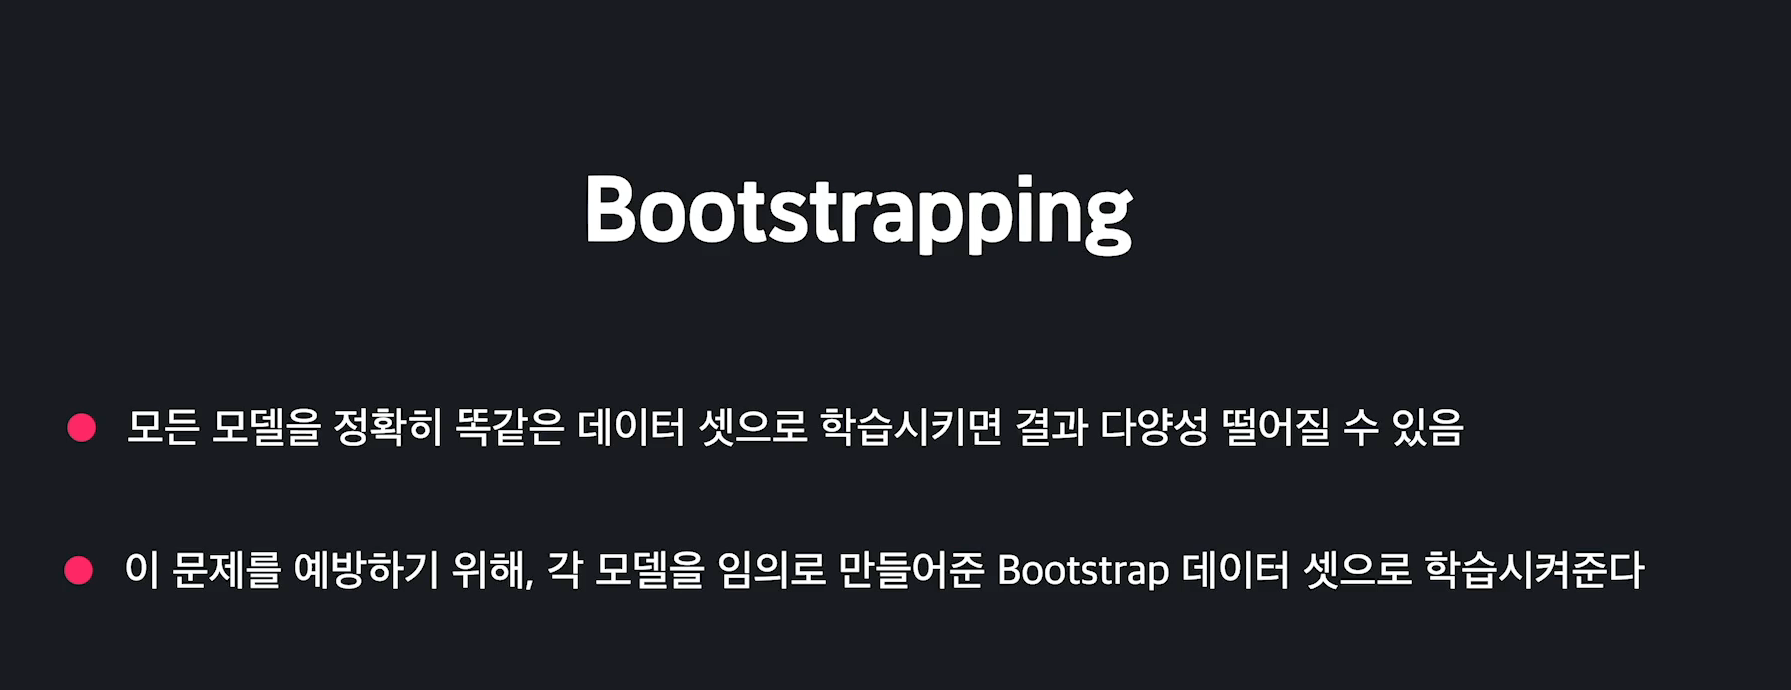 Bootstrapping
모든 모델을 정확히 똑같은 데이터 셋으로 학습시키면 결과 다양성 떨어질 수 있음
이 문제를 예방하기 위해, 각 모델을 임의로 만들어준 Bootstrap 데이터 셋으로 학습시켜준다